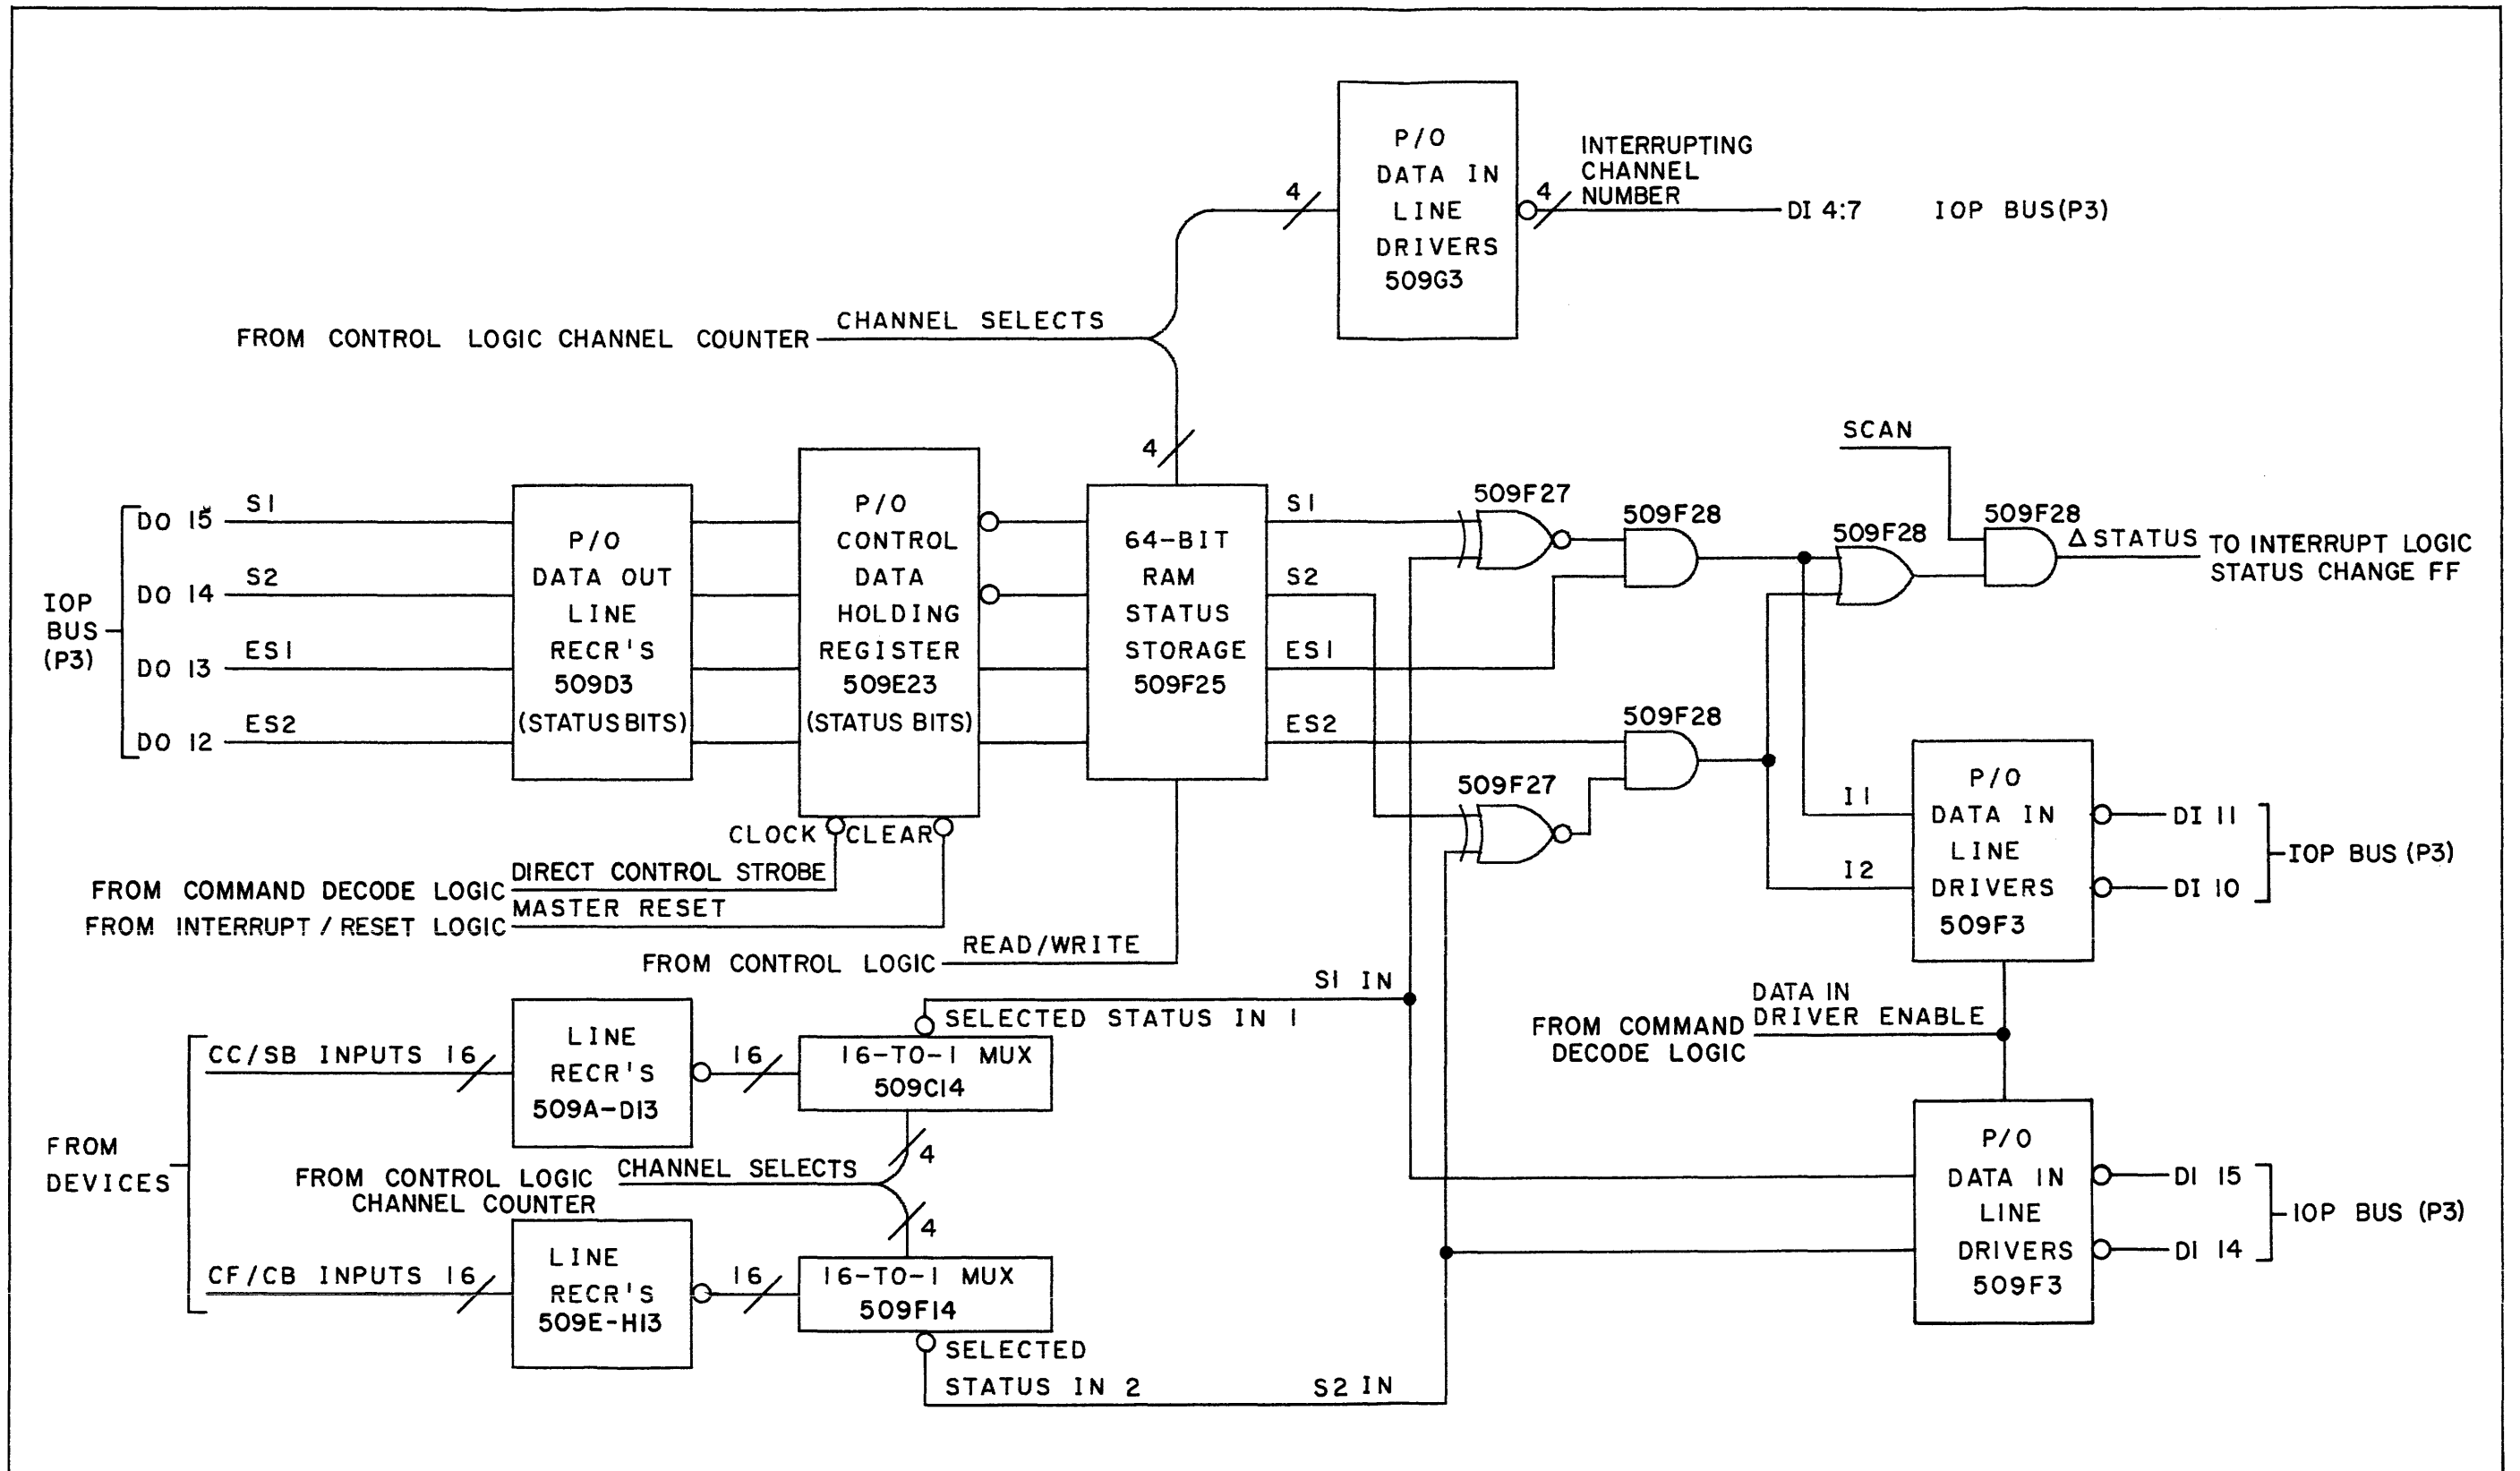 P/O
DATA IN
LINE
DRIVERS
509G3
4
4
INTERRUPTING
CHANNEL
NUMBER
DI 4:7
IOP BUS(P3)
FROM CONTROL LOGIC CHANNEL COUNTER
CHANNEL SELECTS
4
IOP
BUS
(P3)
DO 15
S1
DO 14
S2
DO 13
ES1
DO 12
ES2
P/O
DATA OUT
LINE
RECR'S
509D3
(STATUS BITS)
P/O
CONTROL
DATA
HOLDING
REGISTER
509E23
(STATUS BITS)
CLOCK
CLEAR
64-BIT
RAM
STATUS
STORAGE
509F25
S1
S2
ES1
ES2
509F27
509F28
509F28
SCAN
509F28
Δ STATUS
TO INTERRUPT LOGIC
STATUS CHANGE FF
509F27
509F28
I1
I2
P/O
DATA IN
LINE
DRIVERS
509F3
DI 11
DI 10
IOP BUS (P3)
FROM COMMAND DECODE LOGIC
DIRECT CONTROL STROBE
FROM INTERRUPT / RESET LOGIC
MASTER RESET
FROM CONTROL LOGIC
READ/WRITE
S1 IN
SELECTED STATUS IN 1
FROM COMMAND
DECODE LOGIC
DATA IN
DRIVER ENABLE
FROM
DEVICES
CC/SB INPUTS 16
LINE
RECR'S
509A-D13
16
16-TO-1 MUX
509C14
4
FROM CONTROL LOGIC
CHANNEL COUNTER
CHANNEL SELECTS
4
CF/CB INPUTS 16
LINE
RECR'S
509E-H13
16
16-TO-1 MUX
509F14
SELECTED
STATUS IN 2
S2 IN
P/O
DATA IN
LINE
DRIVERS
509F3
DI 15
DI 14
IOP BUS (P3)